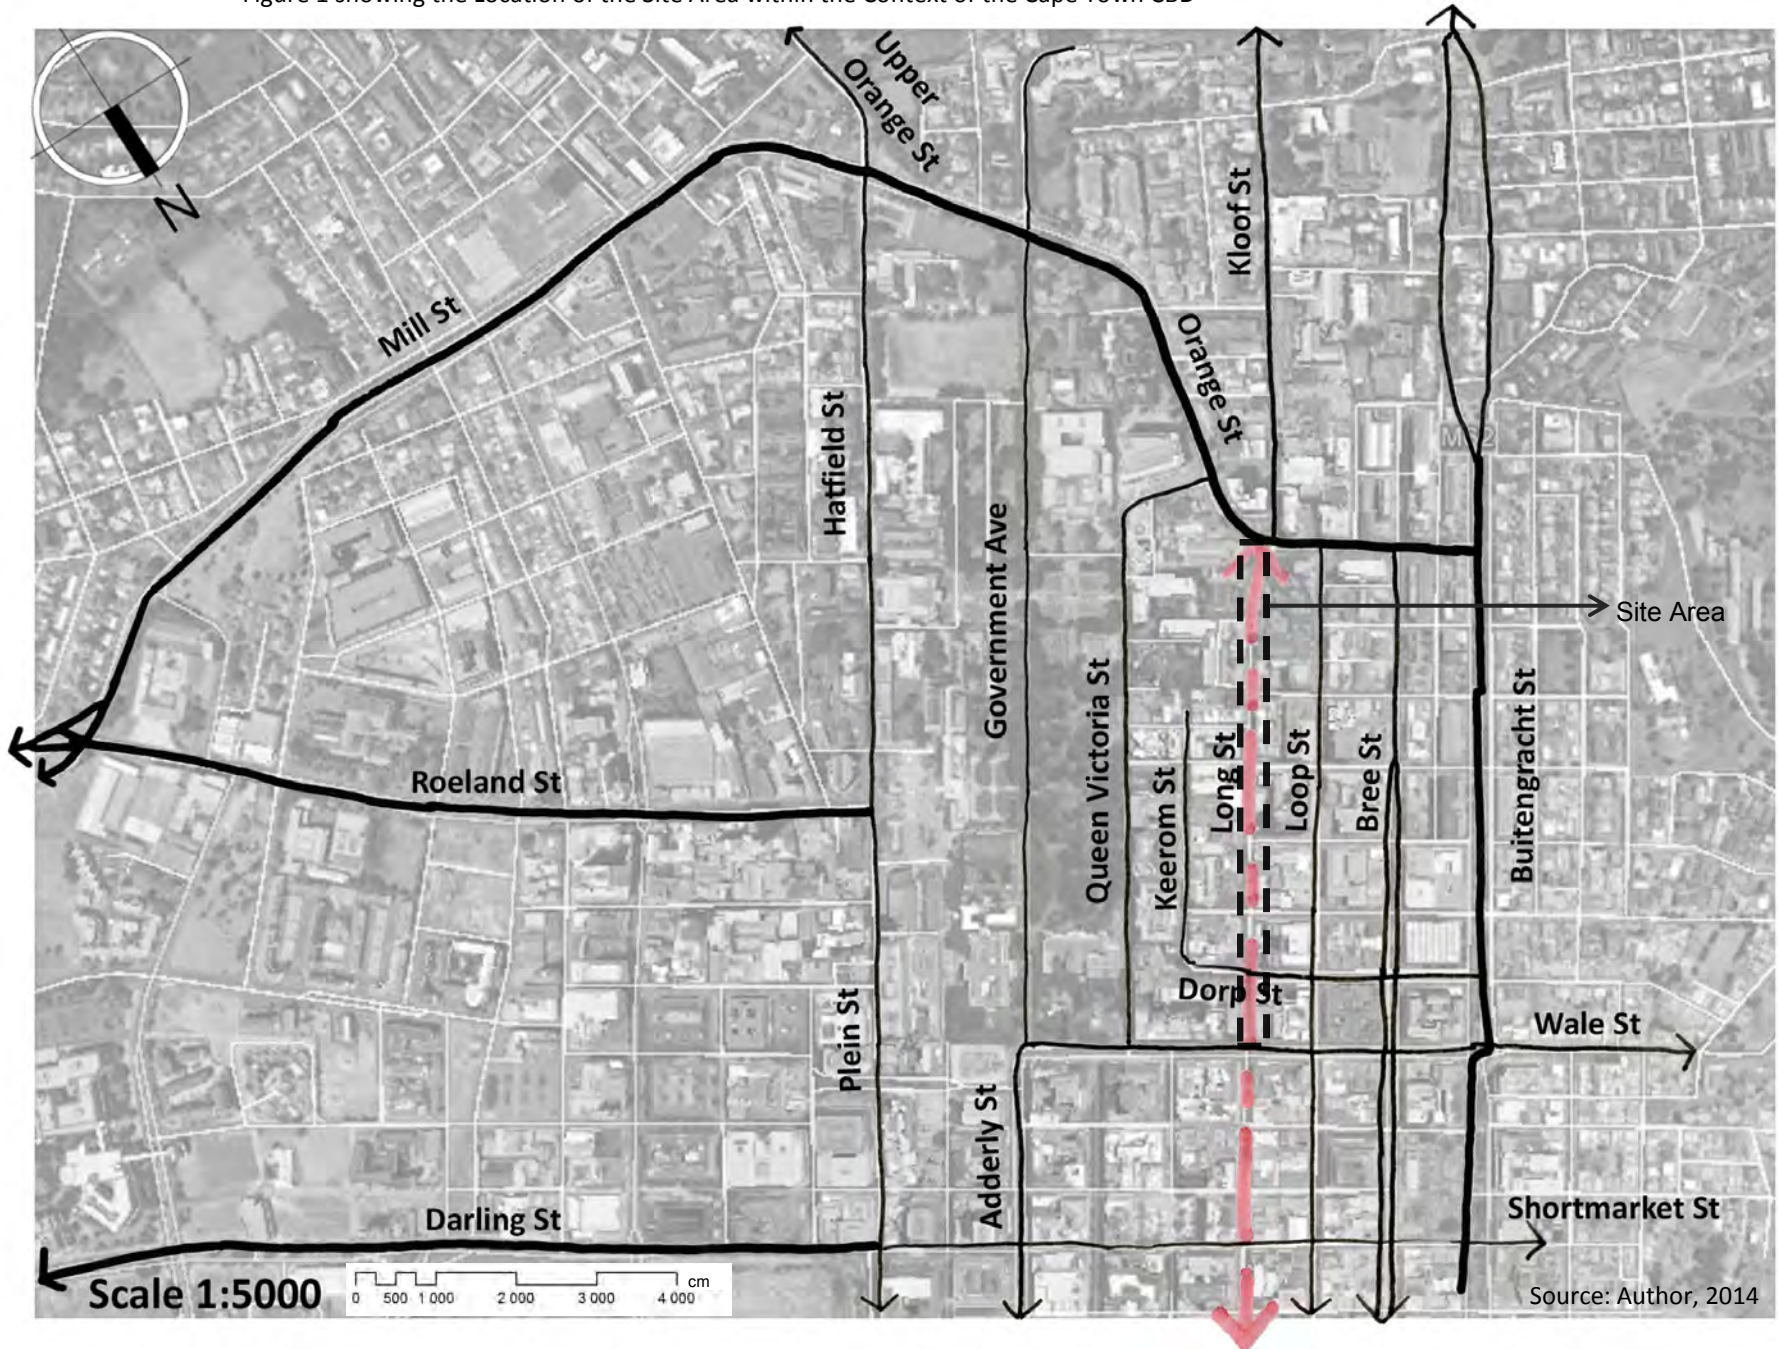 Figure 1 showing the Location of the Site Area within the Context of the Cape Town CBD
N
Upper
Orange St
Kloof St
Mill St
Orange St
Hatfield St
M62
Government Ave
Site Area
Queen Victoria St
Keerom St
Long St
Loop St
Bree St
Buitengracht St
Roeland St
Dorp St
Plein St
Wale St
Adderly St
Darling St
Shortmarket St
Scale 1:5000
0 500 1 000 2 000 3 000 4 000 cm
Source: Author, 2014